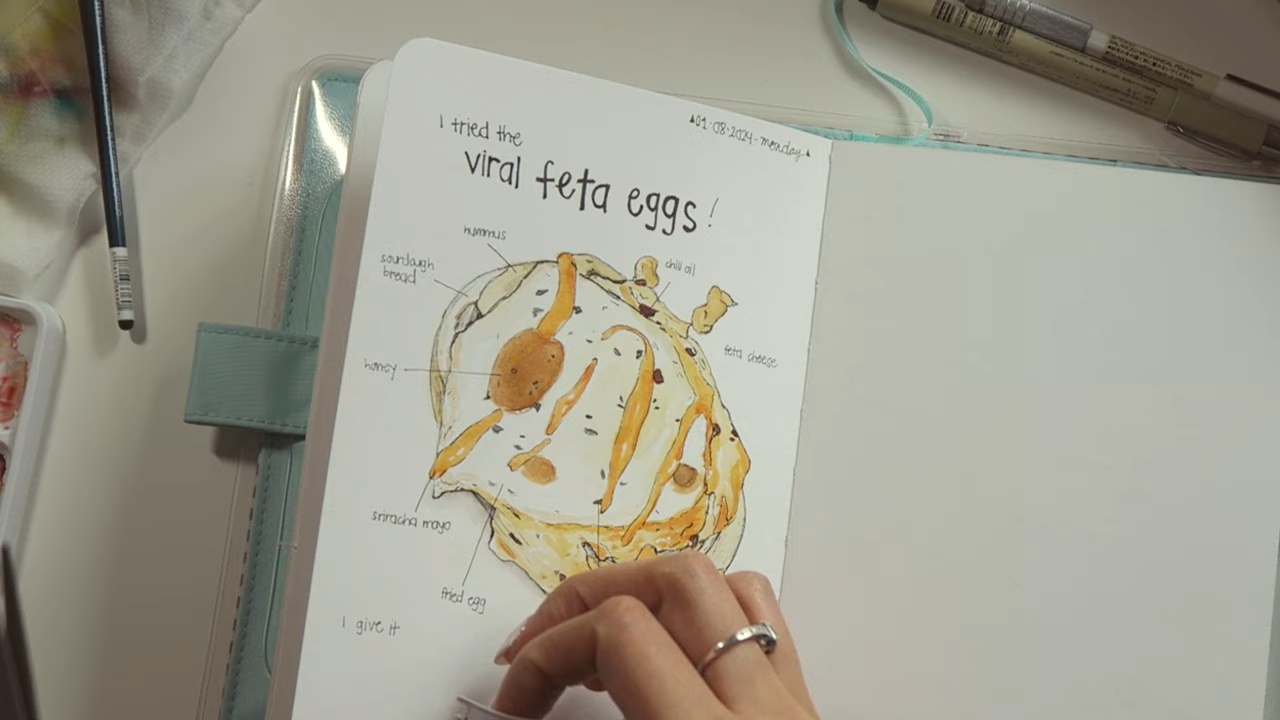 ▲01·08·2024-monday▲
I tried the
viral feta eggs!
hummus
sourdough
bread
chili oil
feta cheese
honey
sriracha mayo
fried egg
I give it